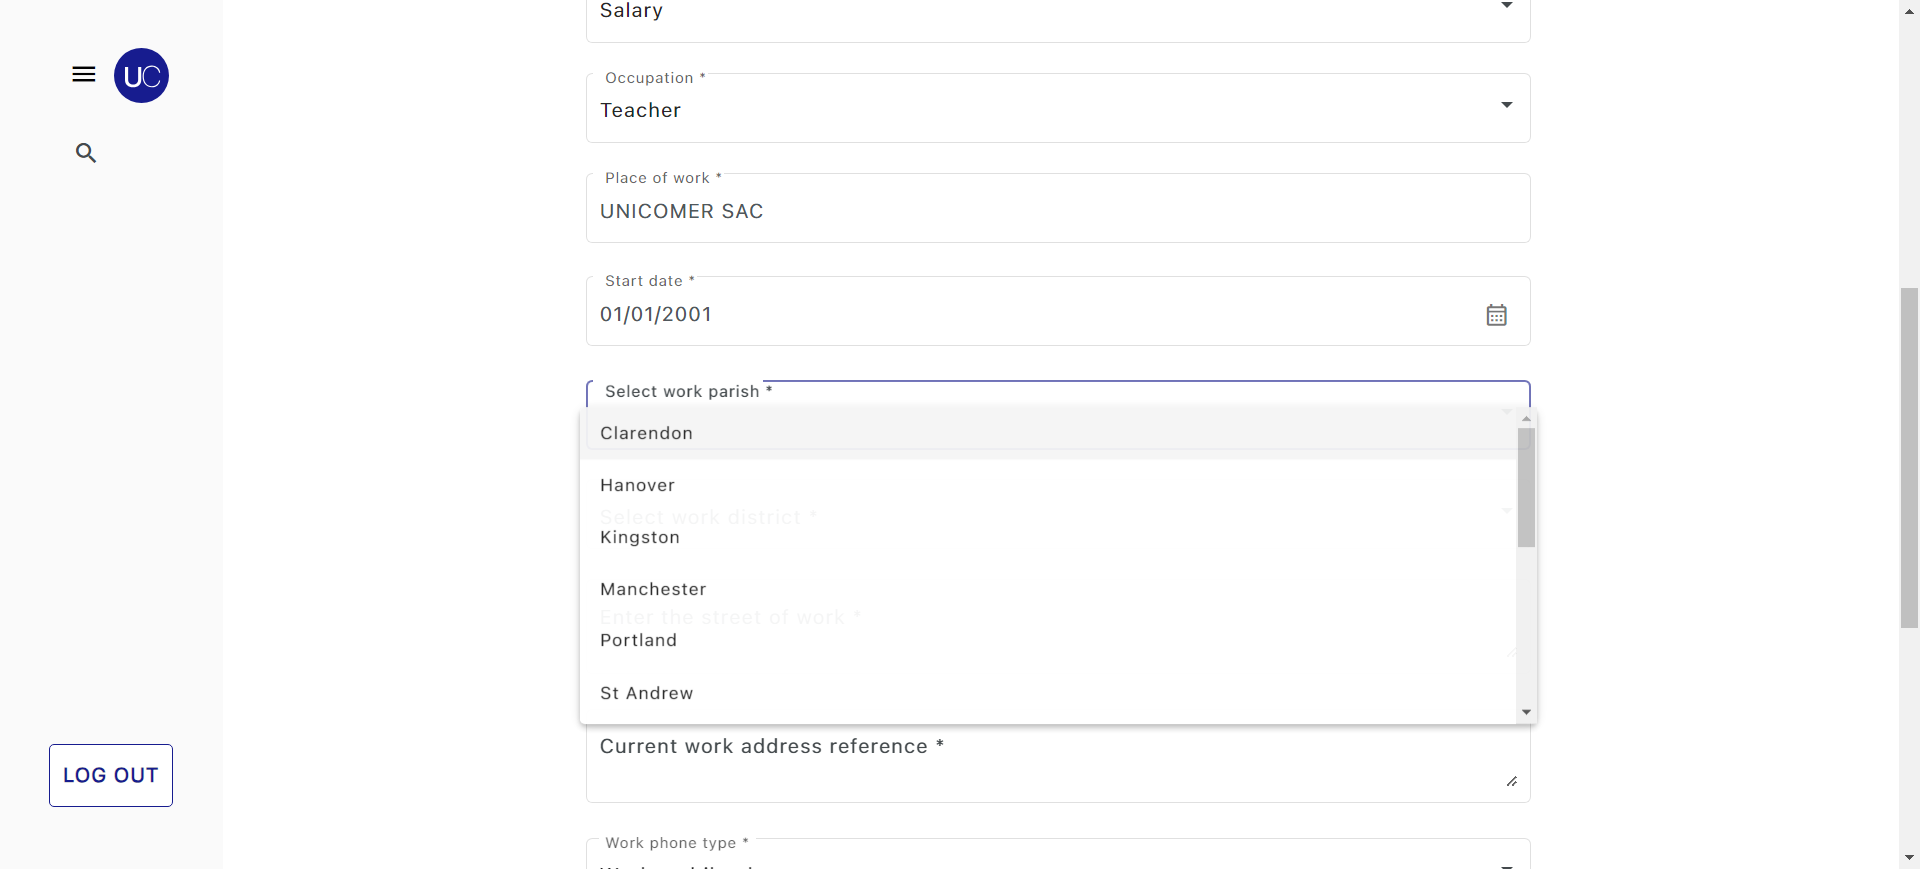 Salary
UC
Occupation *
Teacher
Place of work *
UNICOMER SAC
Start date *
01/01/2001
Select work parish *
Clarendon
Hanover
Select work district *
Kingston
Manchester
Enter the street of work *
Portland
St Andrew
Current work address reference *
LOG OUT
Work phone type *